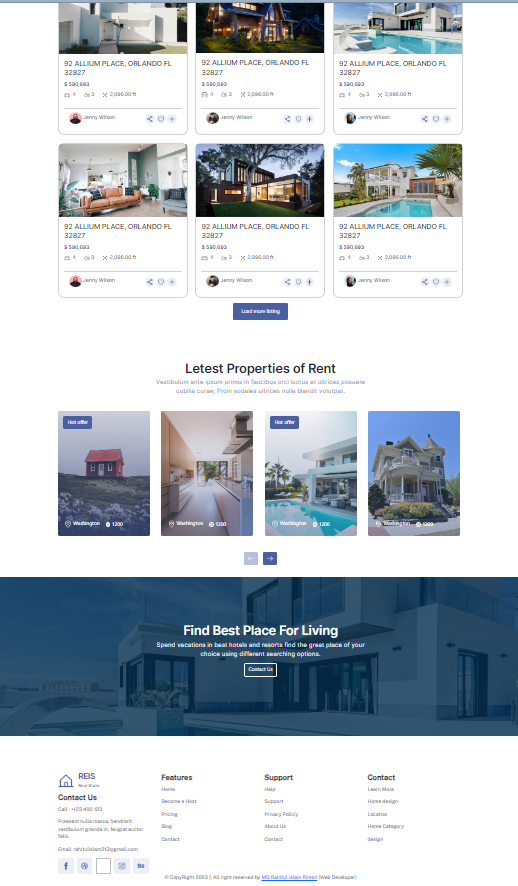 92 ALLIUM PLACE, ORLANDO FL
32827
$ 590,693
4 3 2,096.00 ft
Jenny Wilson
92 ALLIUM PLACE, ORLANDO FL
32827
$ 590,693
4 3 2,096.00 ft
Jenny Wilson
92 ALLIUM PLACE, ORLANDO FL
32827
$ 590,693
4 3 2,096.00 ft
Jenny Wilson
92 ALLIUM PLACE, ORLANDO FL
32827
$ 590,693
4 3 2,096.00 ft
Jenny Wilson
92 ALLIUM PLACE, ORLANDO FL
32827
$ 590,693
4 3 2,096.00 ft
Jenny Wilson
92 ALLIUM PLACE, ORLANDO FL
32827
$ 590,693
4 3 2,096.00 ft
Jenny Wilson
Load more listing
Letest Properties of Rent
Vestibulum ante ipsum primis in faucibus orci luctus et ultrices posuere
cubilia curae; Proin sodales ultrices nulla blandit volutpat.
Hot offer
Washington 1200
Washington 1200
Hot offer
Washington 1200
Washington 1200
Find Best Place For Living
Spend vacations in best hotels and resorts find the great place of your
choice using different searching options.
Contact Us
REIS
Real Estate
Contact Us
Call : +123 400 123
Praesent nulla massa, hendrerit
vestibulum gravida in, feugiat auctor
felis.
Email: rahitulislam213@gmail.com
Features
Home
Become a Host
Pricing
Blog
Contact
Support
Help
Support
Privacy Policiy
About Us
Contact
Contact
Learn More
Home design
Location
Home Category
design
© CopyRight 2023 || All right reserved by MD Rahitul Islam Rimon (Web Developer)